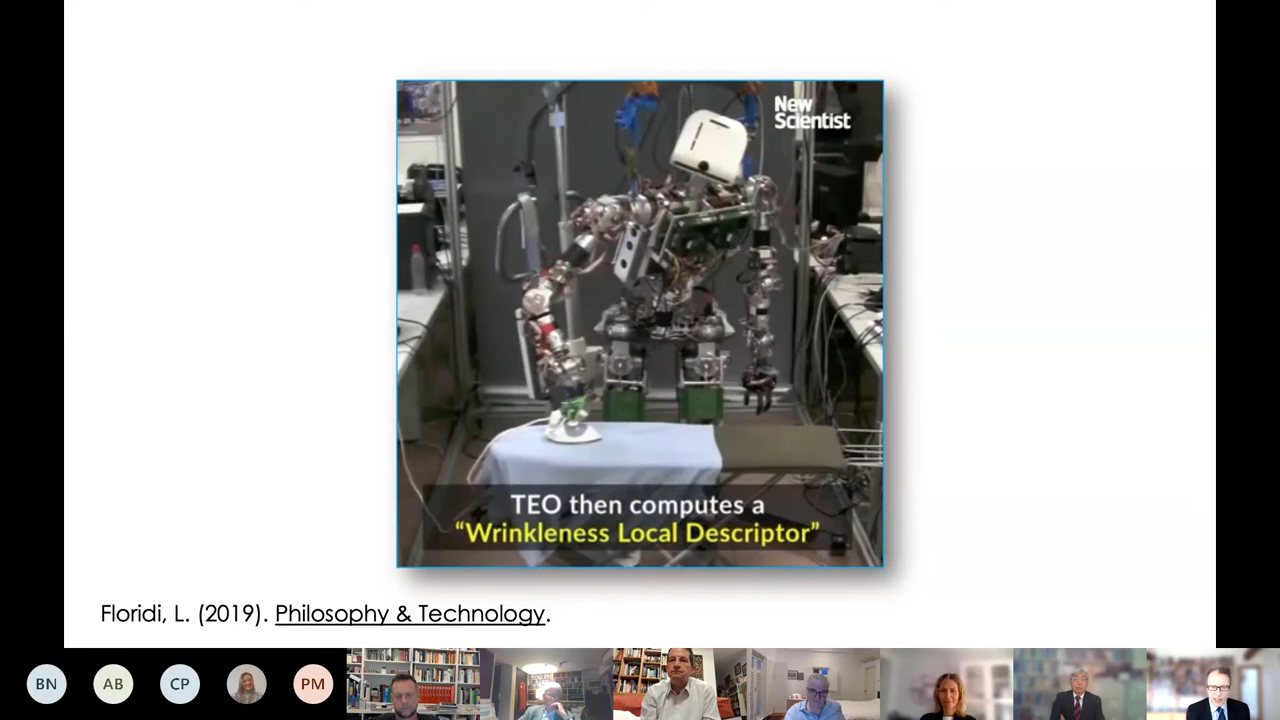 New
Scientist
TEO then computes a
“Wrinkleness Local Descriptor”
Floridi, L. (2019). Philosophy & Technology.
BN
AB
CP
PM